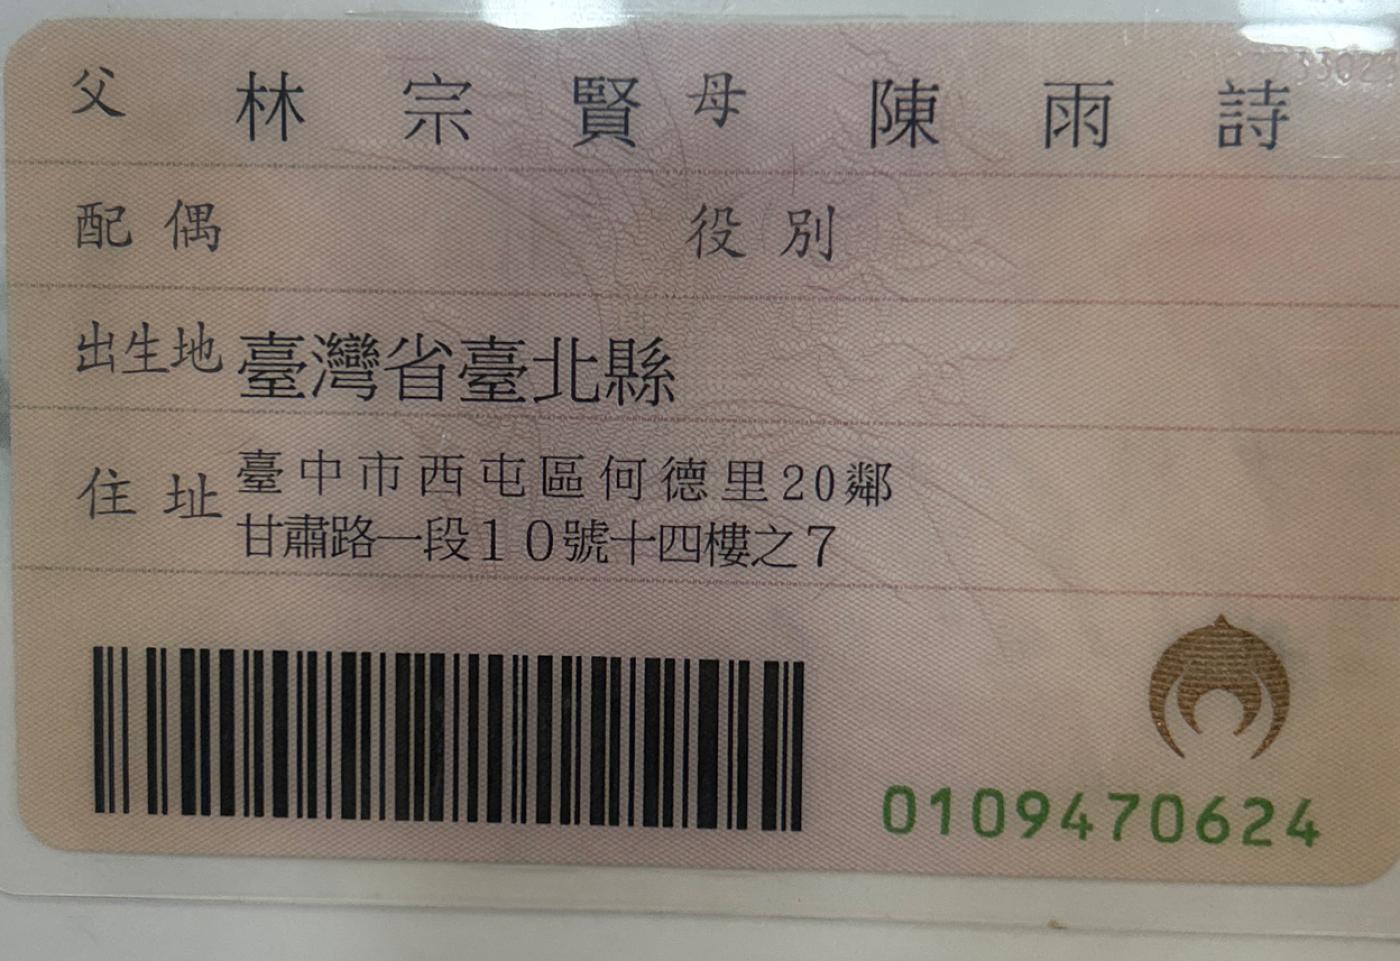 父 林宗賢 母 陳雨詩
配偶 役別
出生地 臺灣省臺北縣
住址 臺中市西屯區何德里20鄰
甘肅路一段10號十四樓之7
0109470624